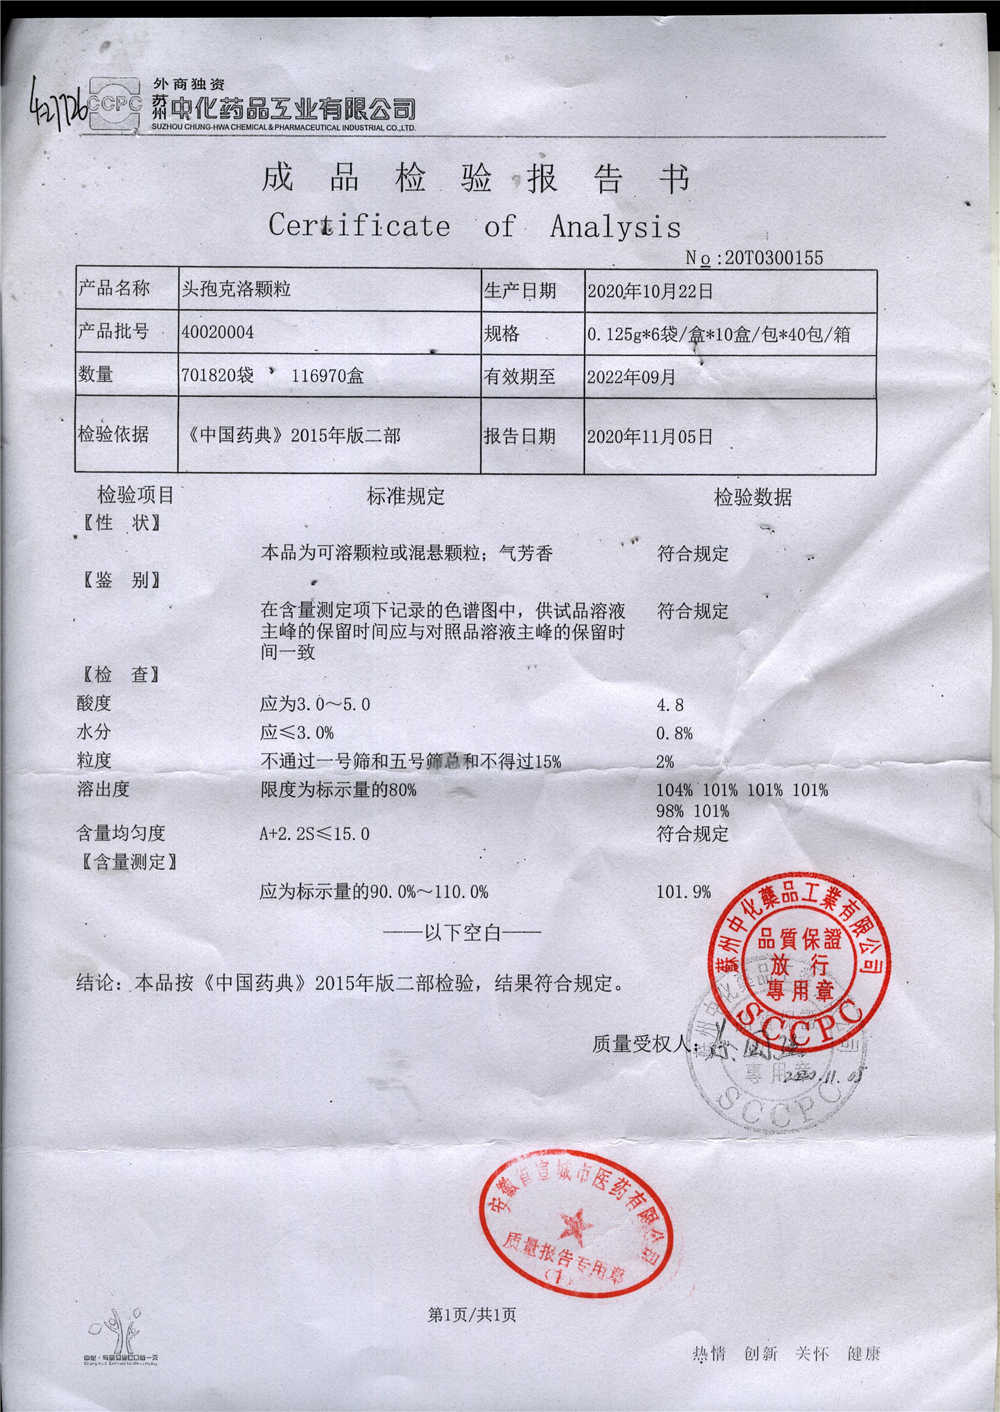 427726
CCPC
外商独资
苏州中化药品工业有限公司
SUZHOU CHUNG-HWA CHEMICAL & PHARMACEUTICAL INDUSTRIAL CO.,LTD.
成品检验报告书
Certificate of Analysis
No:20T0300155
产品名称 头孢克洛颗粒 生产日期 2020年10月22日
产品批号 40020004 规格 0.125g*6袋/盒*10盒/包*40包/箱
数量 701820袋 116970盒 有效期至 2022年09月
检验依据 《中国药典》2015年版二部 报告日期 2020年11月05日
检验项目 标准规定 检验数据
〖性 状〗
本品为可溶颗粒或混悬颗粒；气芳香 符合规定
〖鉴 别〗
在含量测定项下记录的色谱图中，供试品溶液 符合规定
主峰的保留时间应与对照品溶液主峰的保留时
间一致
〖检 查〗
酸度 应为3.0～5.0 4.8
水分 应≤3.0% 0.8%
粒度 不通过一号筛和五号筛总和不得过15% 2%
溶出度 限度为标示量的80% 104% 101% 101% 101%
98% 101%
含量均匀度 A+2.2S≤15.0 符合规定
〖含量测定〗
应为标示量的90.0%～110.0% 101.9%
——以下空白——
蘇州中化藥品工業有限公司
品質保證
放行
專用章
SCCPC
结论：本品按《中国药典》2015年版二部检验，结果符合规定。
质量受权人：
專用章
2020.11.05
SCCPC
安徽省宣城市医药有限公司
质量报告专用章
(1)
第1页/共1页
热情 创新 关怀 健康